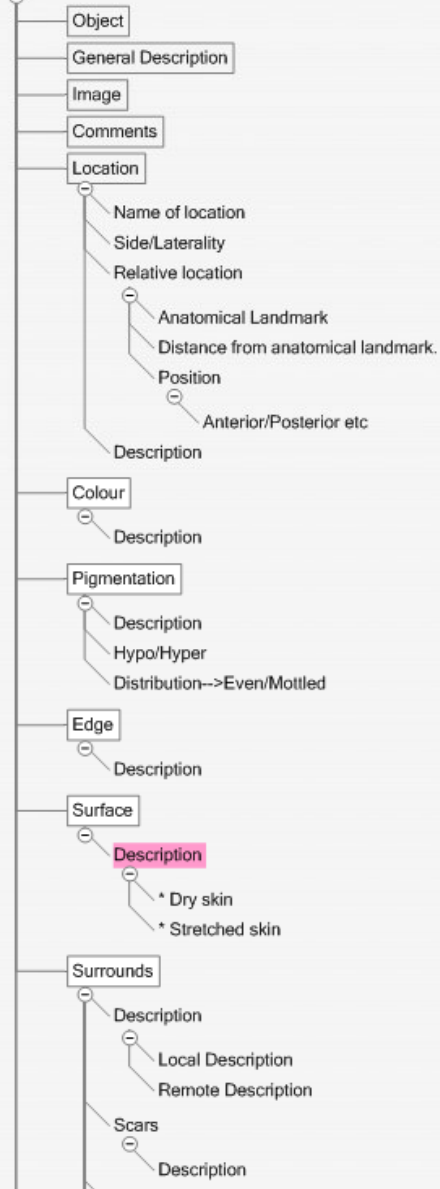 Object
General Description
Image
Comments
Location
Name of location
Side/Laterality
Relative location
Anatomical Landmark
Distance from anatomical landmark.
Position
Anterior/Posterior etc
Description
Colour
Description
Pigmentation
Description
Hypo/Hyper
Distribution-->Even/Mottled
Edge
Description
Surface
Description
* Dry skin
* Stretched skin
Surrounds
Description
Local Description
Remote Description
Scars
Description